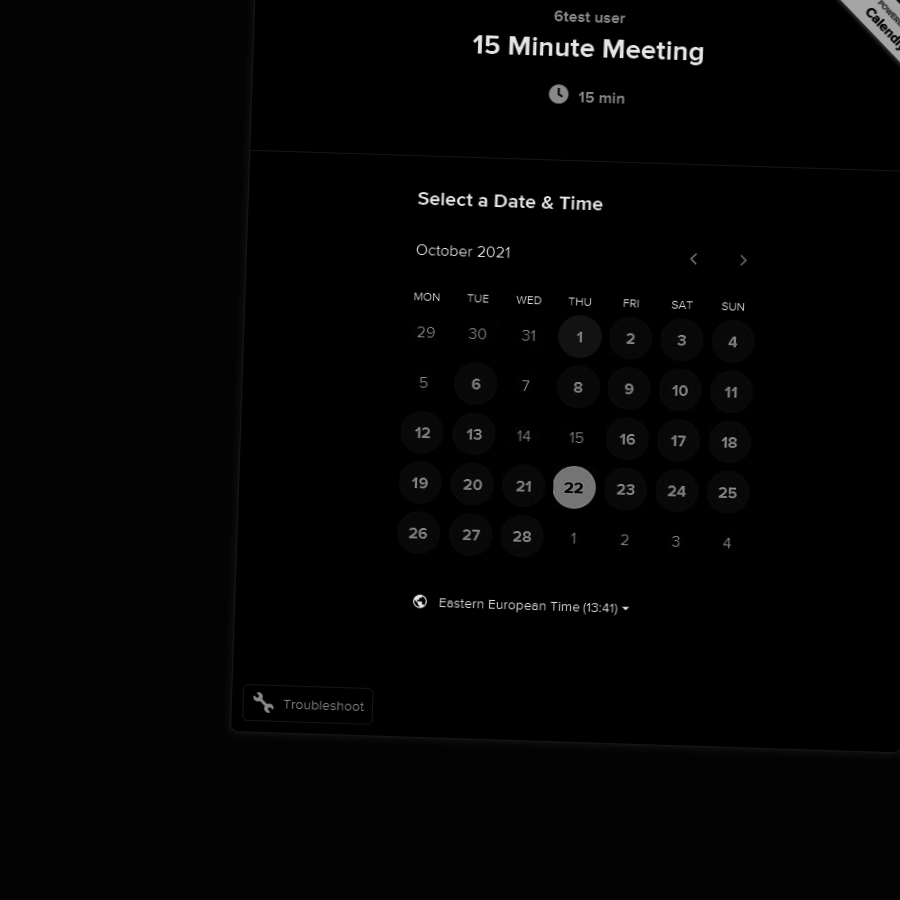 6test user
15 Minute Meeting
15 min
POWERED
Calendly
Select a Date & Time
October 2021
MON TUE WED THU FRI SAT SUN
29 30 31 1 2 3 4
5 6 7 8 9 10 11
12 13 14 15 16 17 18
19 20 21 22 23 24 25
26 27 28 1 2 3 4
Eastern European Time (13:41)
Troubleshoot